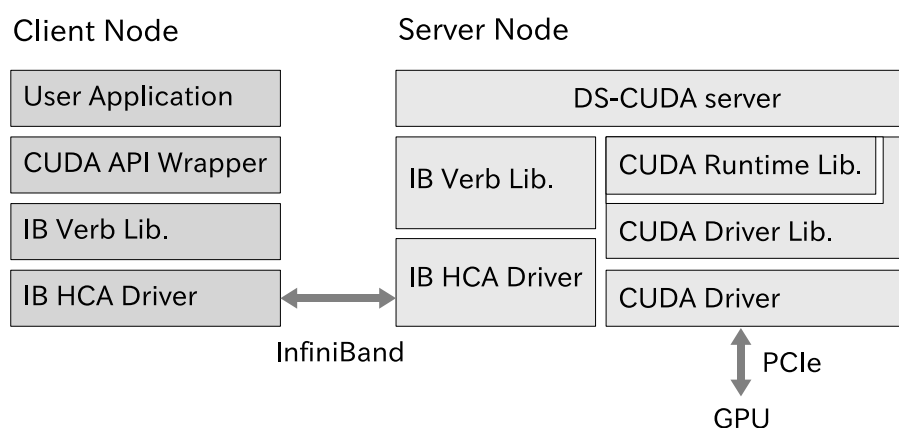 Client Node
User Application
CUDA API Wrapper
IB Verb Lib.
IB HCA Driver
InfiniBand
Server Node
DS-CUDA server
IB Verb Lib.
IB HCA Driver
CUDA Runtime Lib.
CUDA Driver Lib.
CUDA Driver
PCIe
GPU